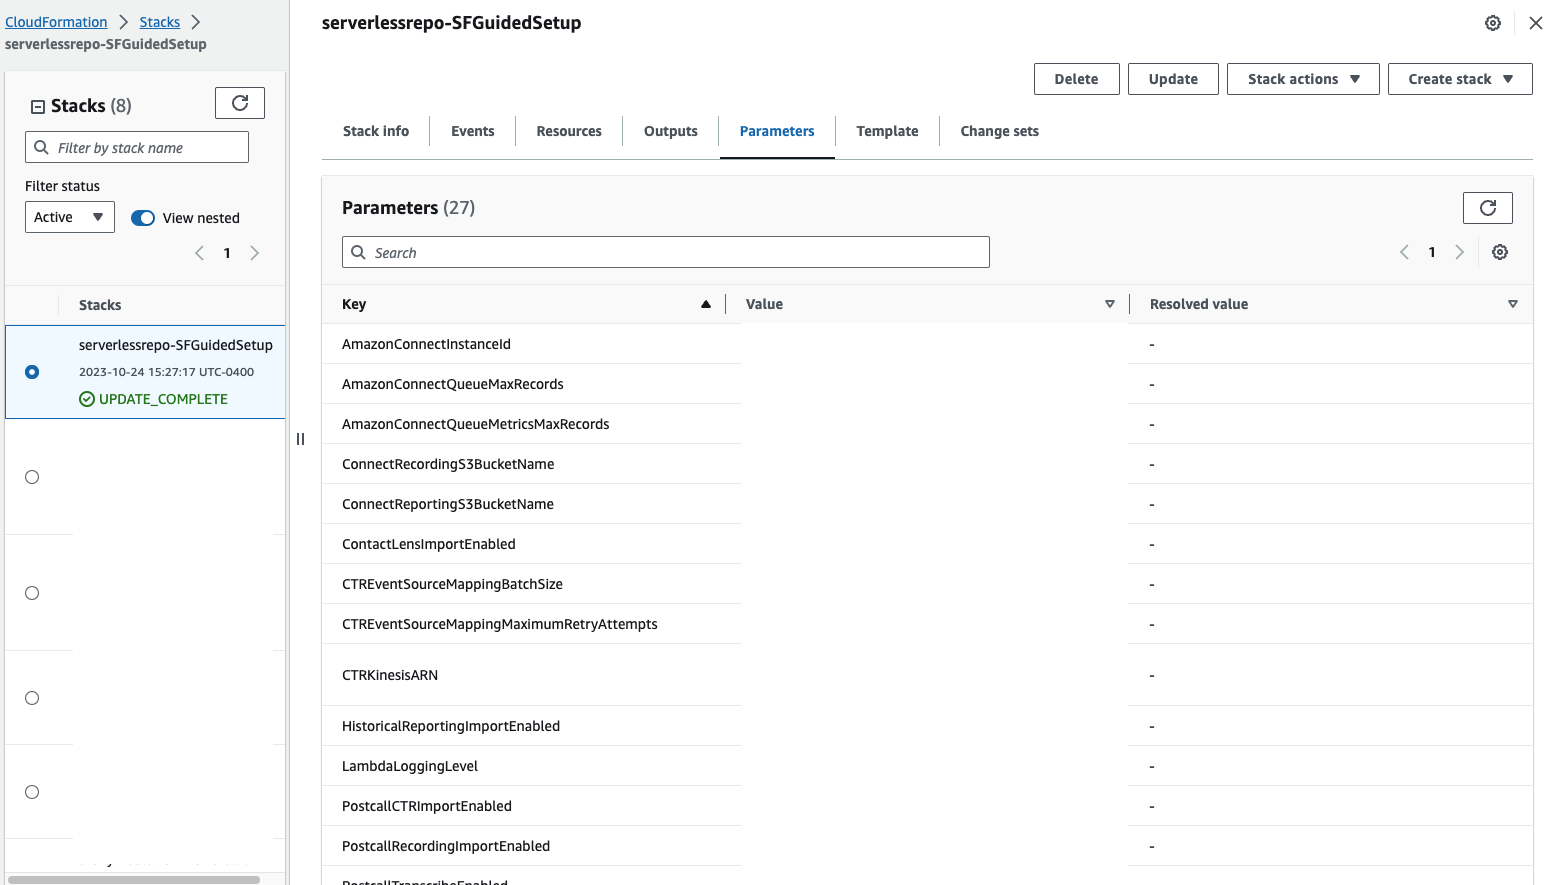 CloudFormation
Stacks
serverlessrepo-SFGuidedSetup
Stacks (8)
Filter by stack name
Filter status
Active
View nested
1
Stacks
serverlessrepo-SFGuidedSetup
2023-10-24 15:27:17 UTC-0400
UPDATE_COMPLETE
serverlessrepo-SFGuidedSetup
Delete
Update
Stack actions
Create stack
Stack info
Events
Resources
Outputs
Parameters
Template
Change sets
Parameters (27)
Search
1
Key
Value
Resolved value
AmazonConnectInstanceId
-
AmazonConnectQueueMaxRecords
-
AmazonConnectQueueMetricsMaxRecords
-
ConnectRecordingS3BucketName
-
ConnectReportingS3BucketName
-
ContactLensImportEnabled
-
CTREventSourceMappingBatchSize
-
CTREventSourceMappingMaximumRetryAttempts
-
CTRKinesisARN
-
HistoricalReportingImportEnabled
-
LambdaLoggingLevel
-
PostcallCTRImportEnabled
-
PostcallRecordingImportEnabled
-
PostcallTranscribeEnabled